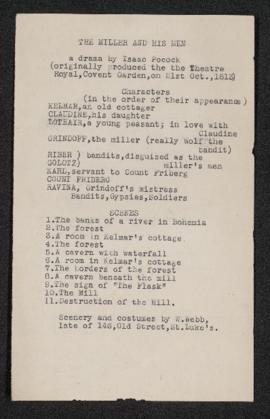 THE MILLER AND HIS MEN
a drama by Isaac Pocock
(originally produced the the Theatre
Royal, Covent Garden, on 21st Oct., 1813)
Characters
(in the order of their appearance)
KELMAR, an old cottager
CLAUDINE, his daughter
LOTHAIR, a young peasant; in love with
Claudine
GRINDOFF, the miller (really Wolf the
bandit)
RIBER ) bandits, disguised as the
GOLOTZ) miller's men
KARL, servant to Count Friberg
COUNT FRIBERG
RAVINA, Grindoff's mistress
Bandits, Gypsies, Soldiers
SCENES
1. The banks of a river in Bohemia
2. The forest
3. A room in Kelmar's cottage
4. The forest
5. A cavern with waterfall
6. A room in Kelmar's cottage
7. The borders of the forest
8. A cavern beneath the mill
9. The sign of "The Flask"
10. The Mill
11. Destruction of the Mill.
Scenery and costumes by W. Webb,
late of 146, Old Street, St. Luke's.